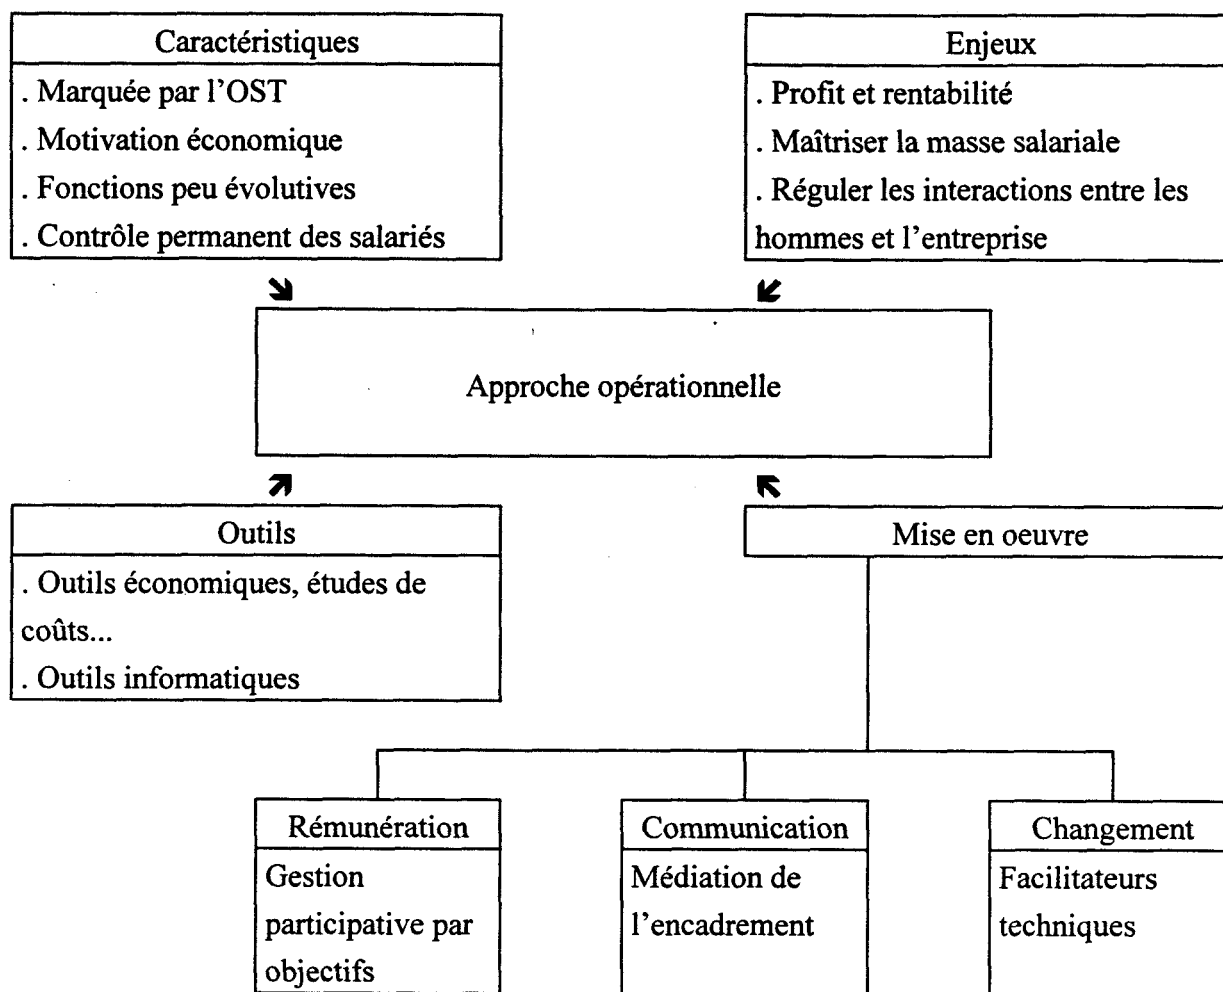 Caractéristiques
. Marquée par l'OST
. Motivation économique
. Fonctions peu évolutives
. Contrôle permanent des salariés
Enjeux
. Profit et rentabilité
. Maîtriser la masse salariale
. Réguler les interactions entre les
hommes et l'entreprise
Approche opérationnelle
Outils
. Outils économiques, études de
coûts...
. Outils informatiques
Mise en oeuvre
Rémunération
Gestion
participative par
objectifs
Communication
Médiation de
l'encadrement
Changement
Facilitateurs
techniques